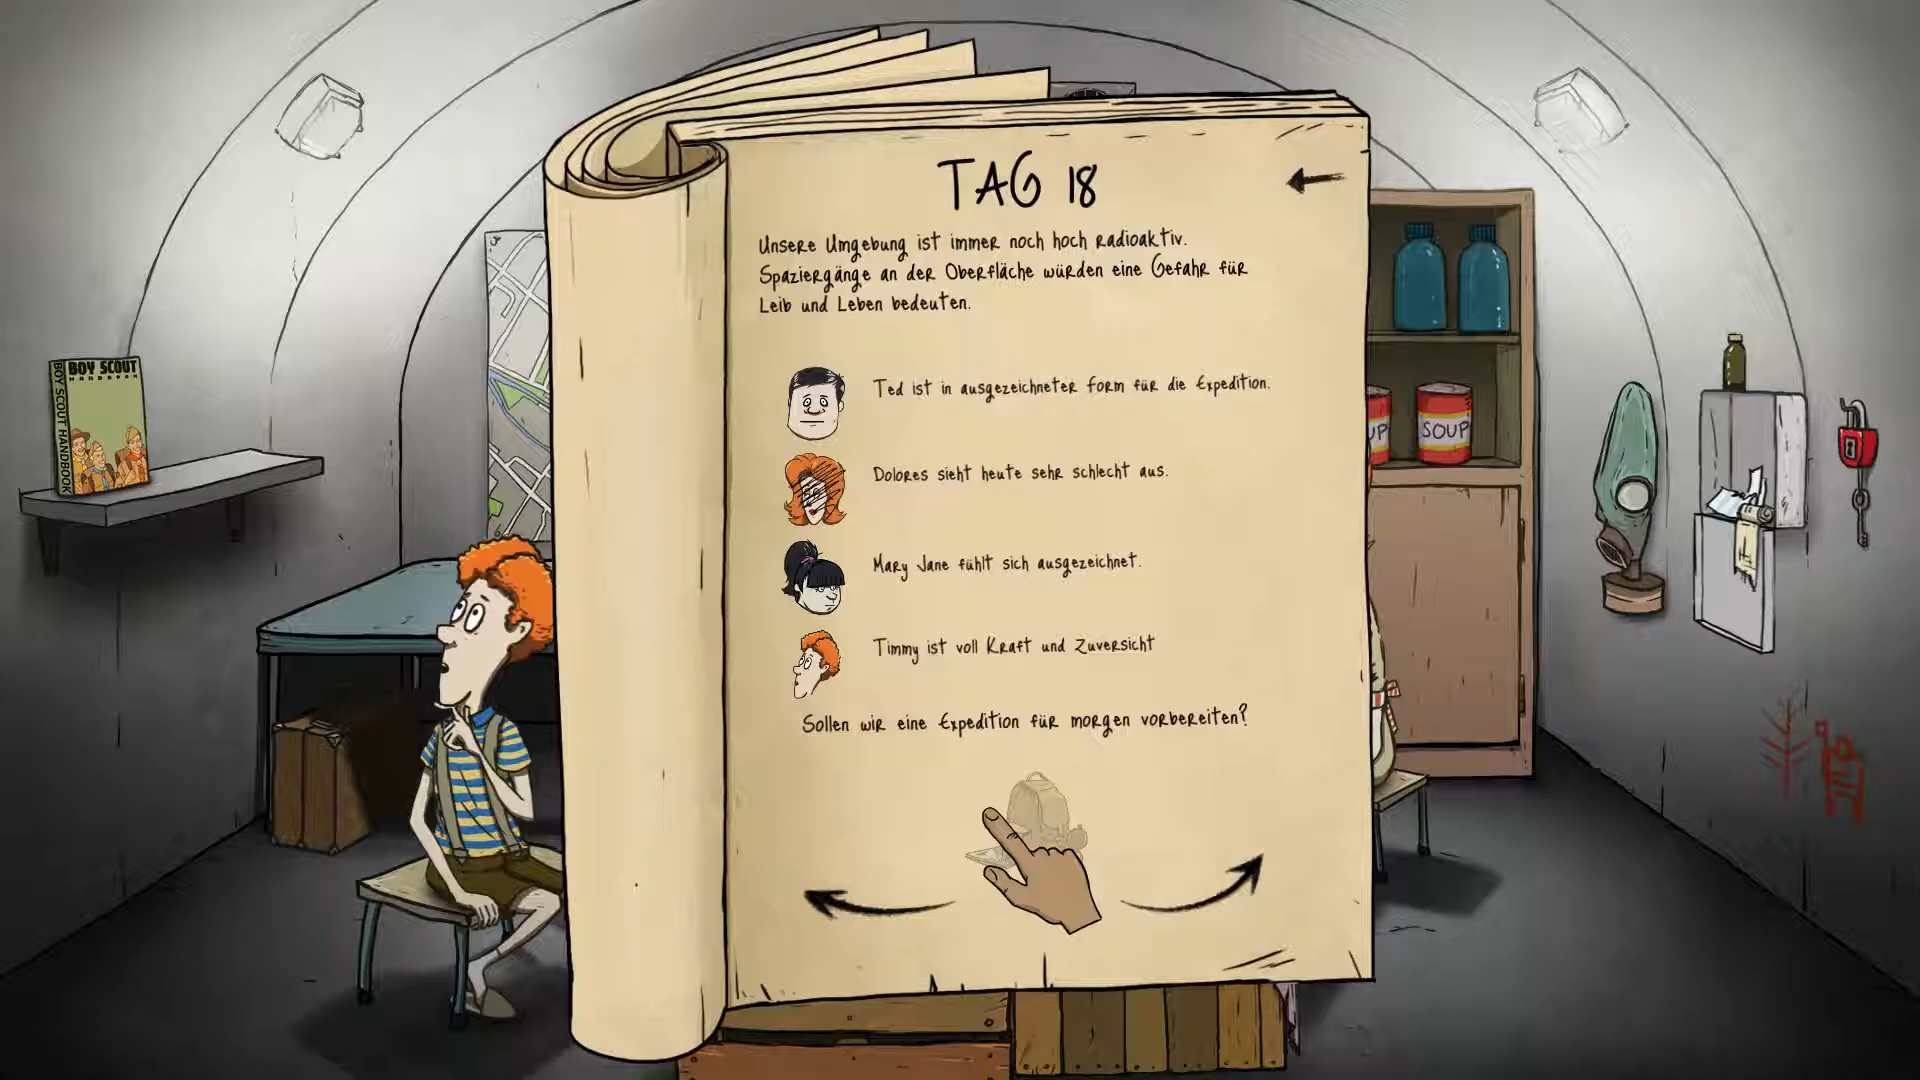 TAG 18
Unsere Umgebung ist immer noch hoch radioaktiv.
Spaziergänge an der Oberfläche würden eine Gefahr für
Leib und Leben bedeuten.
Ted ist in ausgezeichneter Form für die Expedition.
Dolores sieht heute sehr schlecht aus.
Mary Jane fühlt sich ausgezeichnet.
Timmy ist voll Kraft und Zuversicht
Sollen wir eine Expedition für morgen vorbereiten?
BOY SCOUT
HANDBOOK
BOY SCOUT HANDBOOK
UP
SOUP